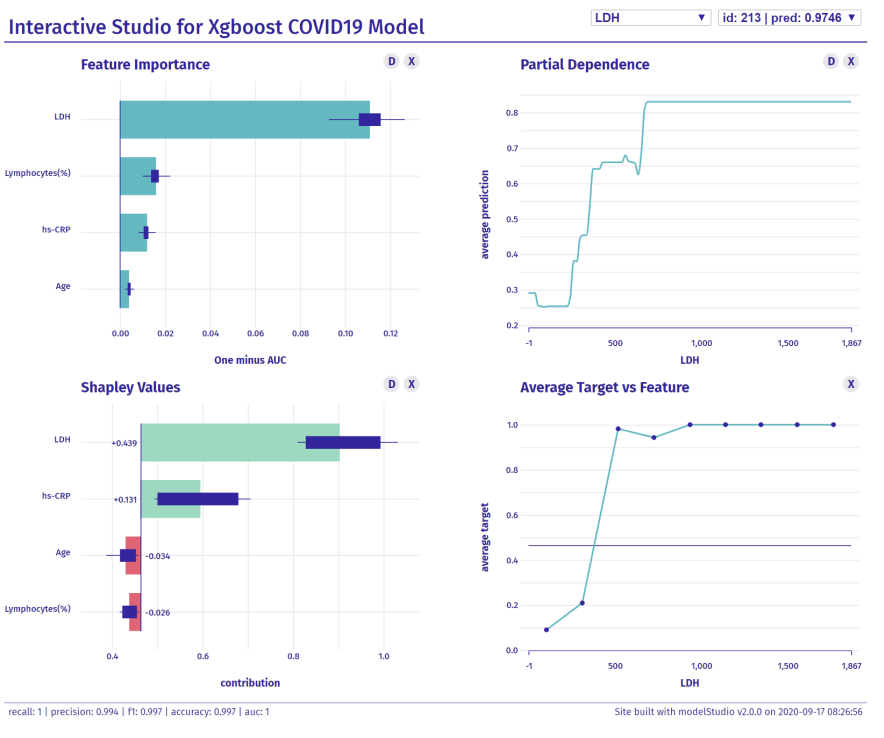 Interactive Studio for Xgboost COVID19 Model
LDH ▼
id: 213 | pred: 0.9746 ▼
Feature Importance
D X
LDH
Lymphocytes(%)
hs-CRP
Age
0.00 0.02 0.04 0.06 0.08 0.10 0.12
One minus AUC
Partial Dependence
D X
average prediction
0.8
0.7
0.6
0.5
0.4
0.3
0.2
-1 500 1,000 1,500 1,867
LDH
Shapley Values
D X
LDH +0.439
hs-CRP +0.131
Age -0.034
Lymphocytes(%) -0.026
0.4 0.6 0.8 1.0
contribution
Average Target vs Feature
X
average target
1.0
0.8
0.6
0.4
0.2
0.0
-1 500 1,000 1,500 1,867
LDH
recall: 1 | precision: 0.994 | f1: 0.997 | accuracy: 0.997 | auc: 1
Site built with modelStudio v2.0.0 on 2020-09-17 08:26:56